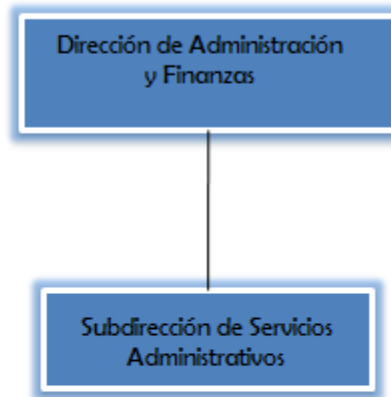 Dirección de Administración
y Finanzas
Subdirección de Servicios
Administrativos